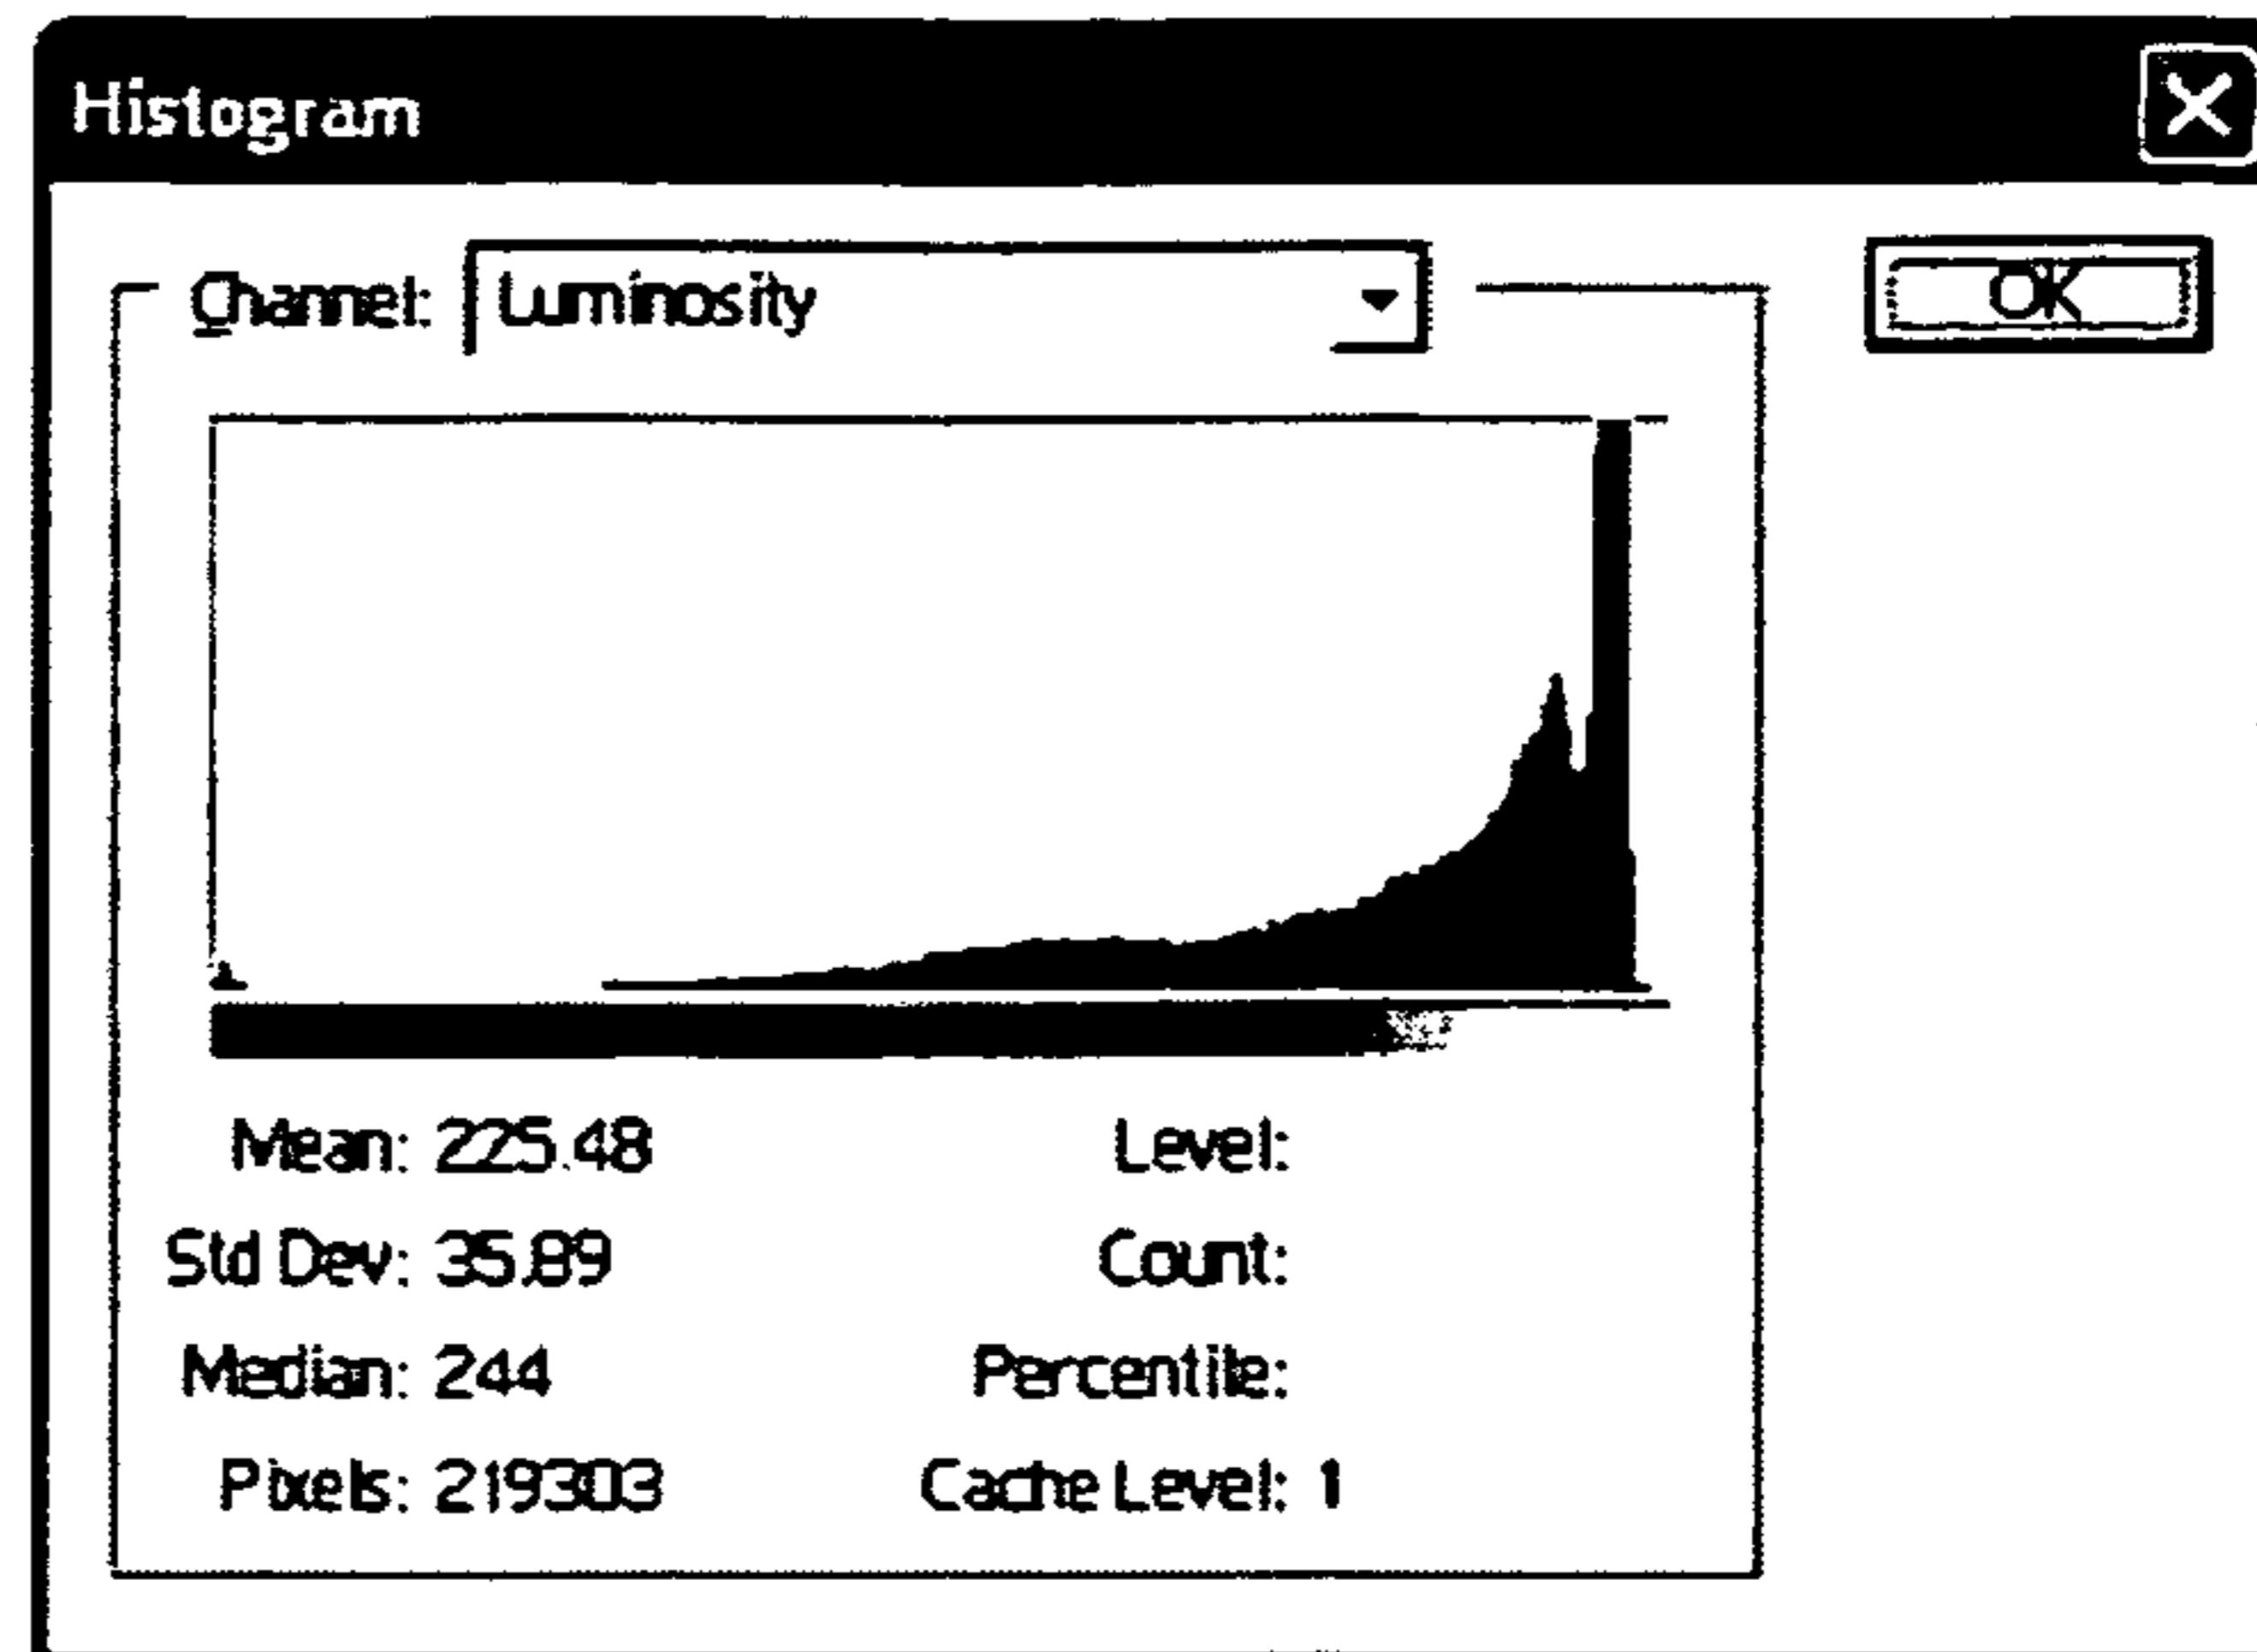 Histogram
Channel: Luminosity
OK
Mean: 225.48 Level:
Std Dev: 35.89 Count:
Median: 244 Percentile:
Pixels: 219303 Cache Level: 1